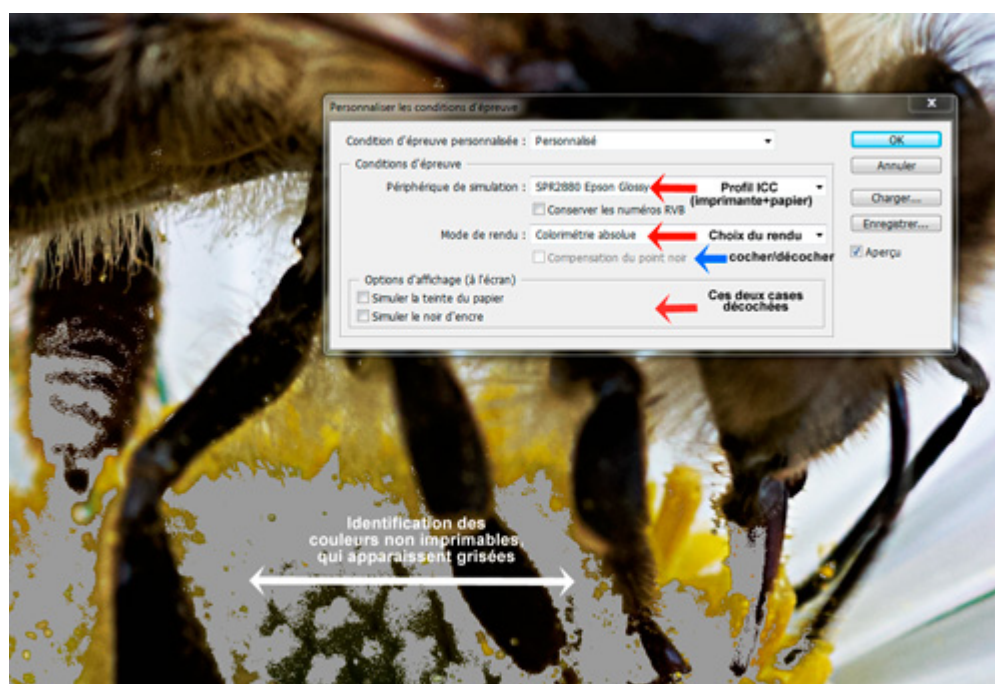 Personnaliser les conditions d'épreuve
x
Condition d'épreuve personnalisée : Personnalisé
OK
Conditions d'épreuve
Annuler
Périphérique de simulation : SPR2880 Epson Glossy
Profil ICC
(imprimante+papier)
Charger...
Conserver les numéros RVB
Enregistrer...
Mode de rendu : Colorimétrie absolue
Choix du rendu
Aperçu
Compensation du point noir
cocher/décocher
Options d'affichage (à l'écran)
Simuler la teinte du papier
Ces deux cases
décochées
Simuler le noir d'encre
Identification des
couleurs non imprimables,
qui apparaissent grisées